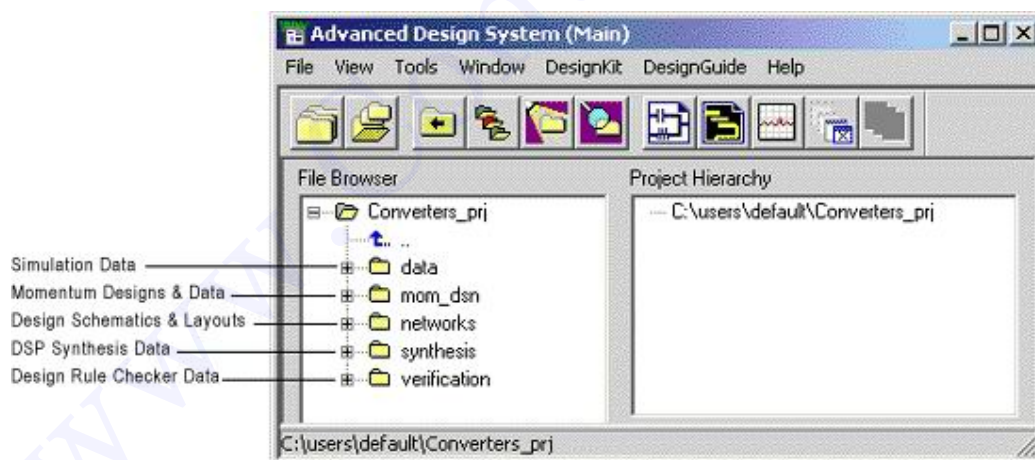 Advanced Design System (Main)
File View Tools Window DesignKit DesignGuide Help
File Browser
Project Hierarchy
Converters_prj
C:\users\default\Converters_prj
..
Simulation Data
data
Momentum Designs & Data
mom_dsn
Design Schematics & Layouts
networks
DSP Synthesis Data
synthesis
Design Rule Checker Data
verification
C:\users\default\Converters_prj